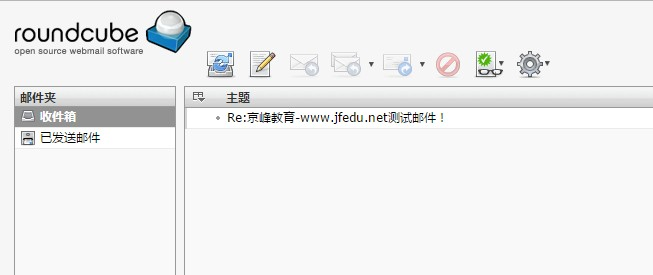 roundcube
open source webmail software
邮件夹
主题
收件箱
Re:京峰教育-www.jfedu.net测试邮件！
已发送邮件